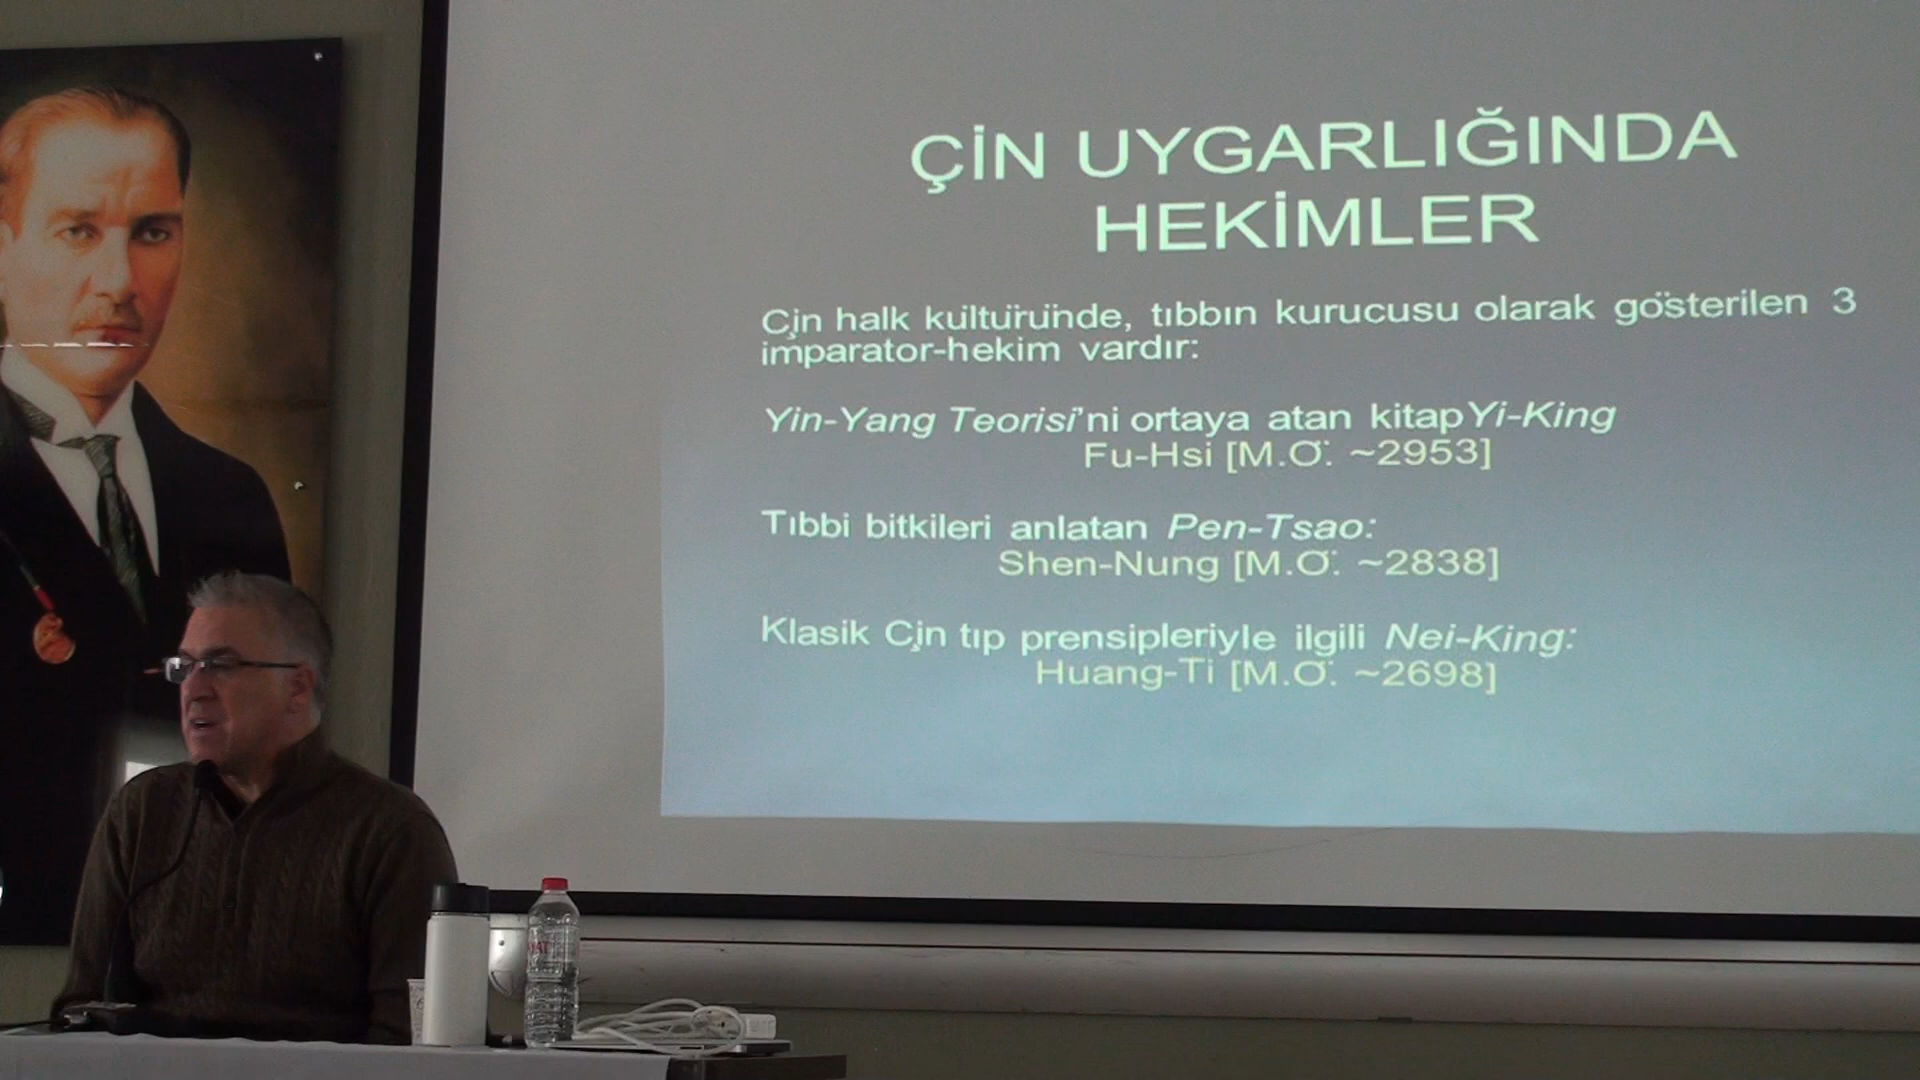 ÇİN UYGARLIĞINDA
HEKİMLER
Çin halk kültüründe, tıbbın kurucusu olarak gösterilen 3
imparator-hekim vardır:
Yin-Yang Teorisi'ni ortaya atan kitap Yi-King
Fu-Hsi [M.Ö. ~2953]
Tıbbi bitkileri anlatan Pen-Tsao:
Shen-Nung [M.Ö. ~2838]
Klasik Çin tıp prensipleriyle ilgili Nei-King:
Huang-Ti [M.Ö. ~2698]